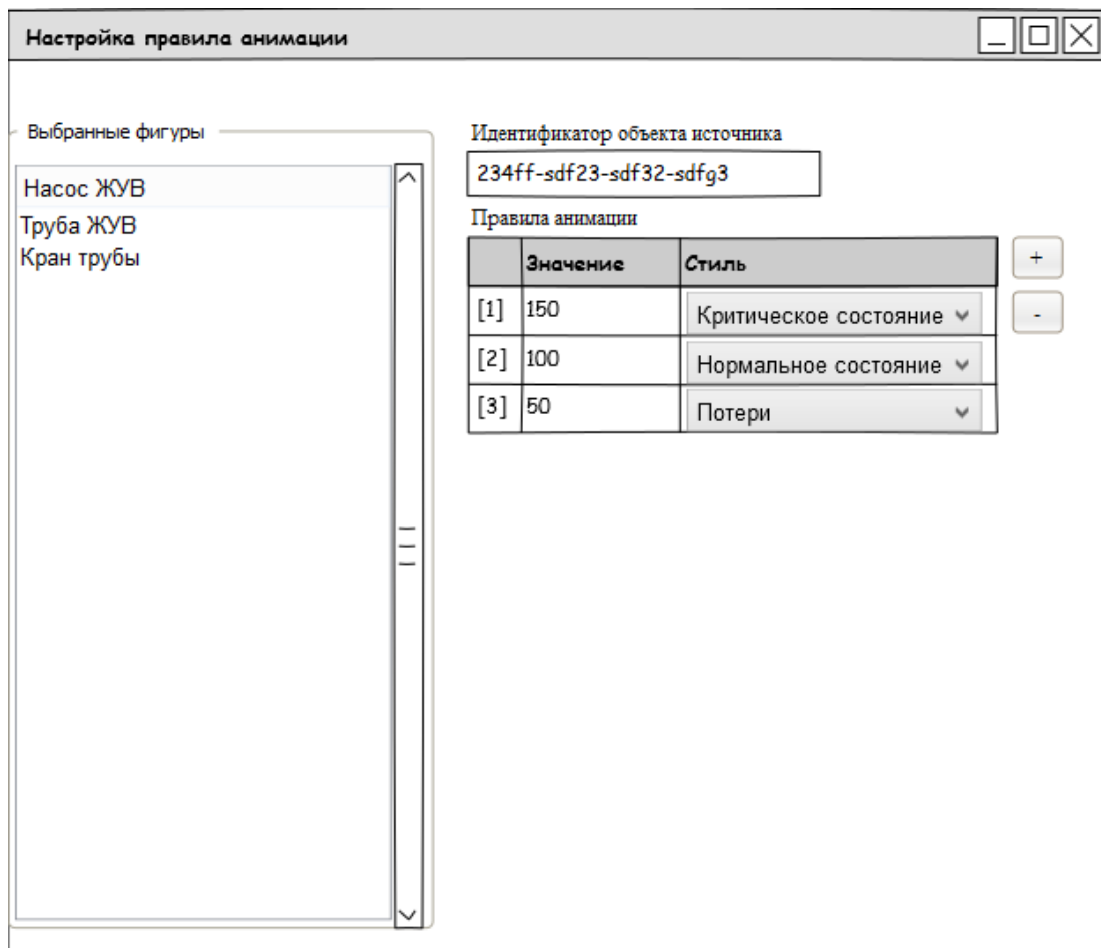 Настройка правила анимации
Выбранные фигуры
Насос ЖУВ
Труба ЖУВ
Кран трубы
Идентификатор объекта источника
234ff-sdf23-sdf32-sdfg3
Правила анимации
Значение Стиль
[1] 150 Критическое состояние
[2] 100 Нормальное состояние
[3] 50 Потери
+
-